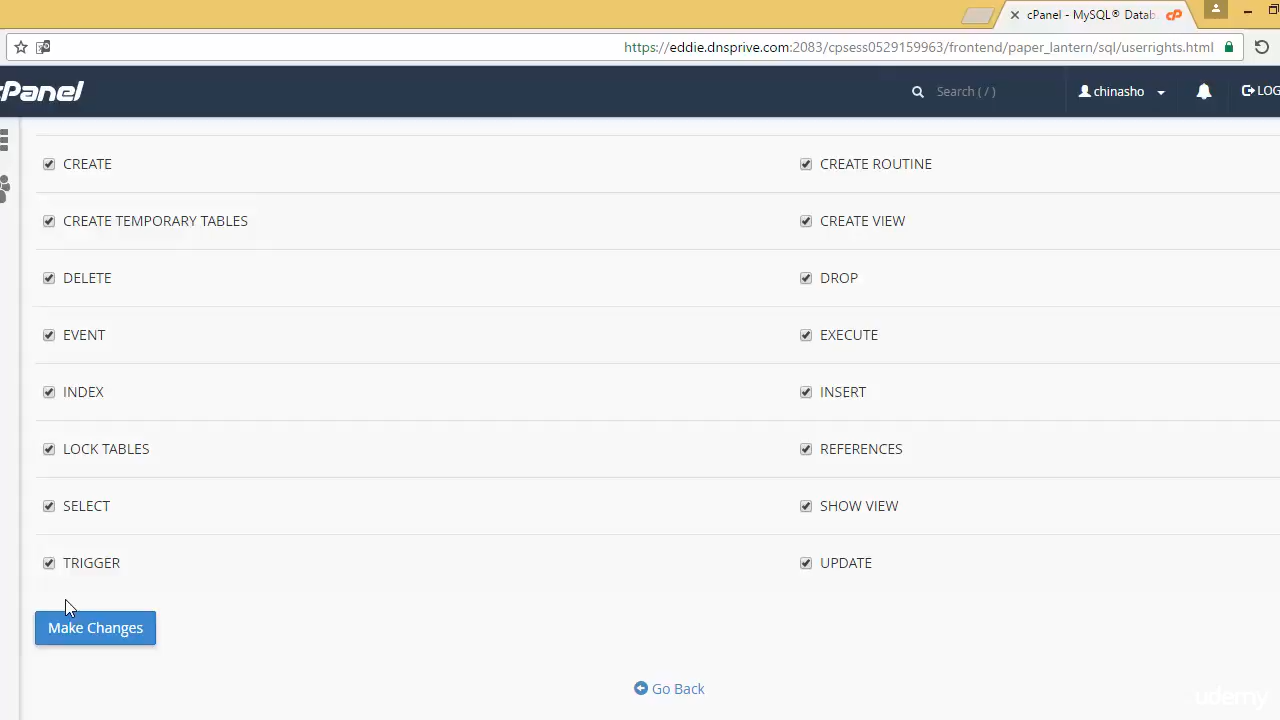 cPanel - MySQL® Datab
https://eddie.dnsprive.com:2083/cpsess0529159963/frontend/paper_lantern/sql/userrights.html
cPanel
Search ( / )
chinasho
LOG
CREATE
CREATE ROUTINE
CREATE TEMPORARY TABLES
CREATE VIEW
DELETE
DROP
EVENT
EXECUTE
INDEX
INSERT
LOCK TABLES
REFERENCES
SELECT
SHOW VIEW
TRIGGER
UPDATE
Make Changes
Go Back
udemy